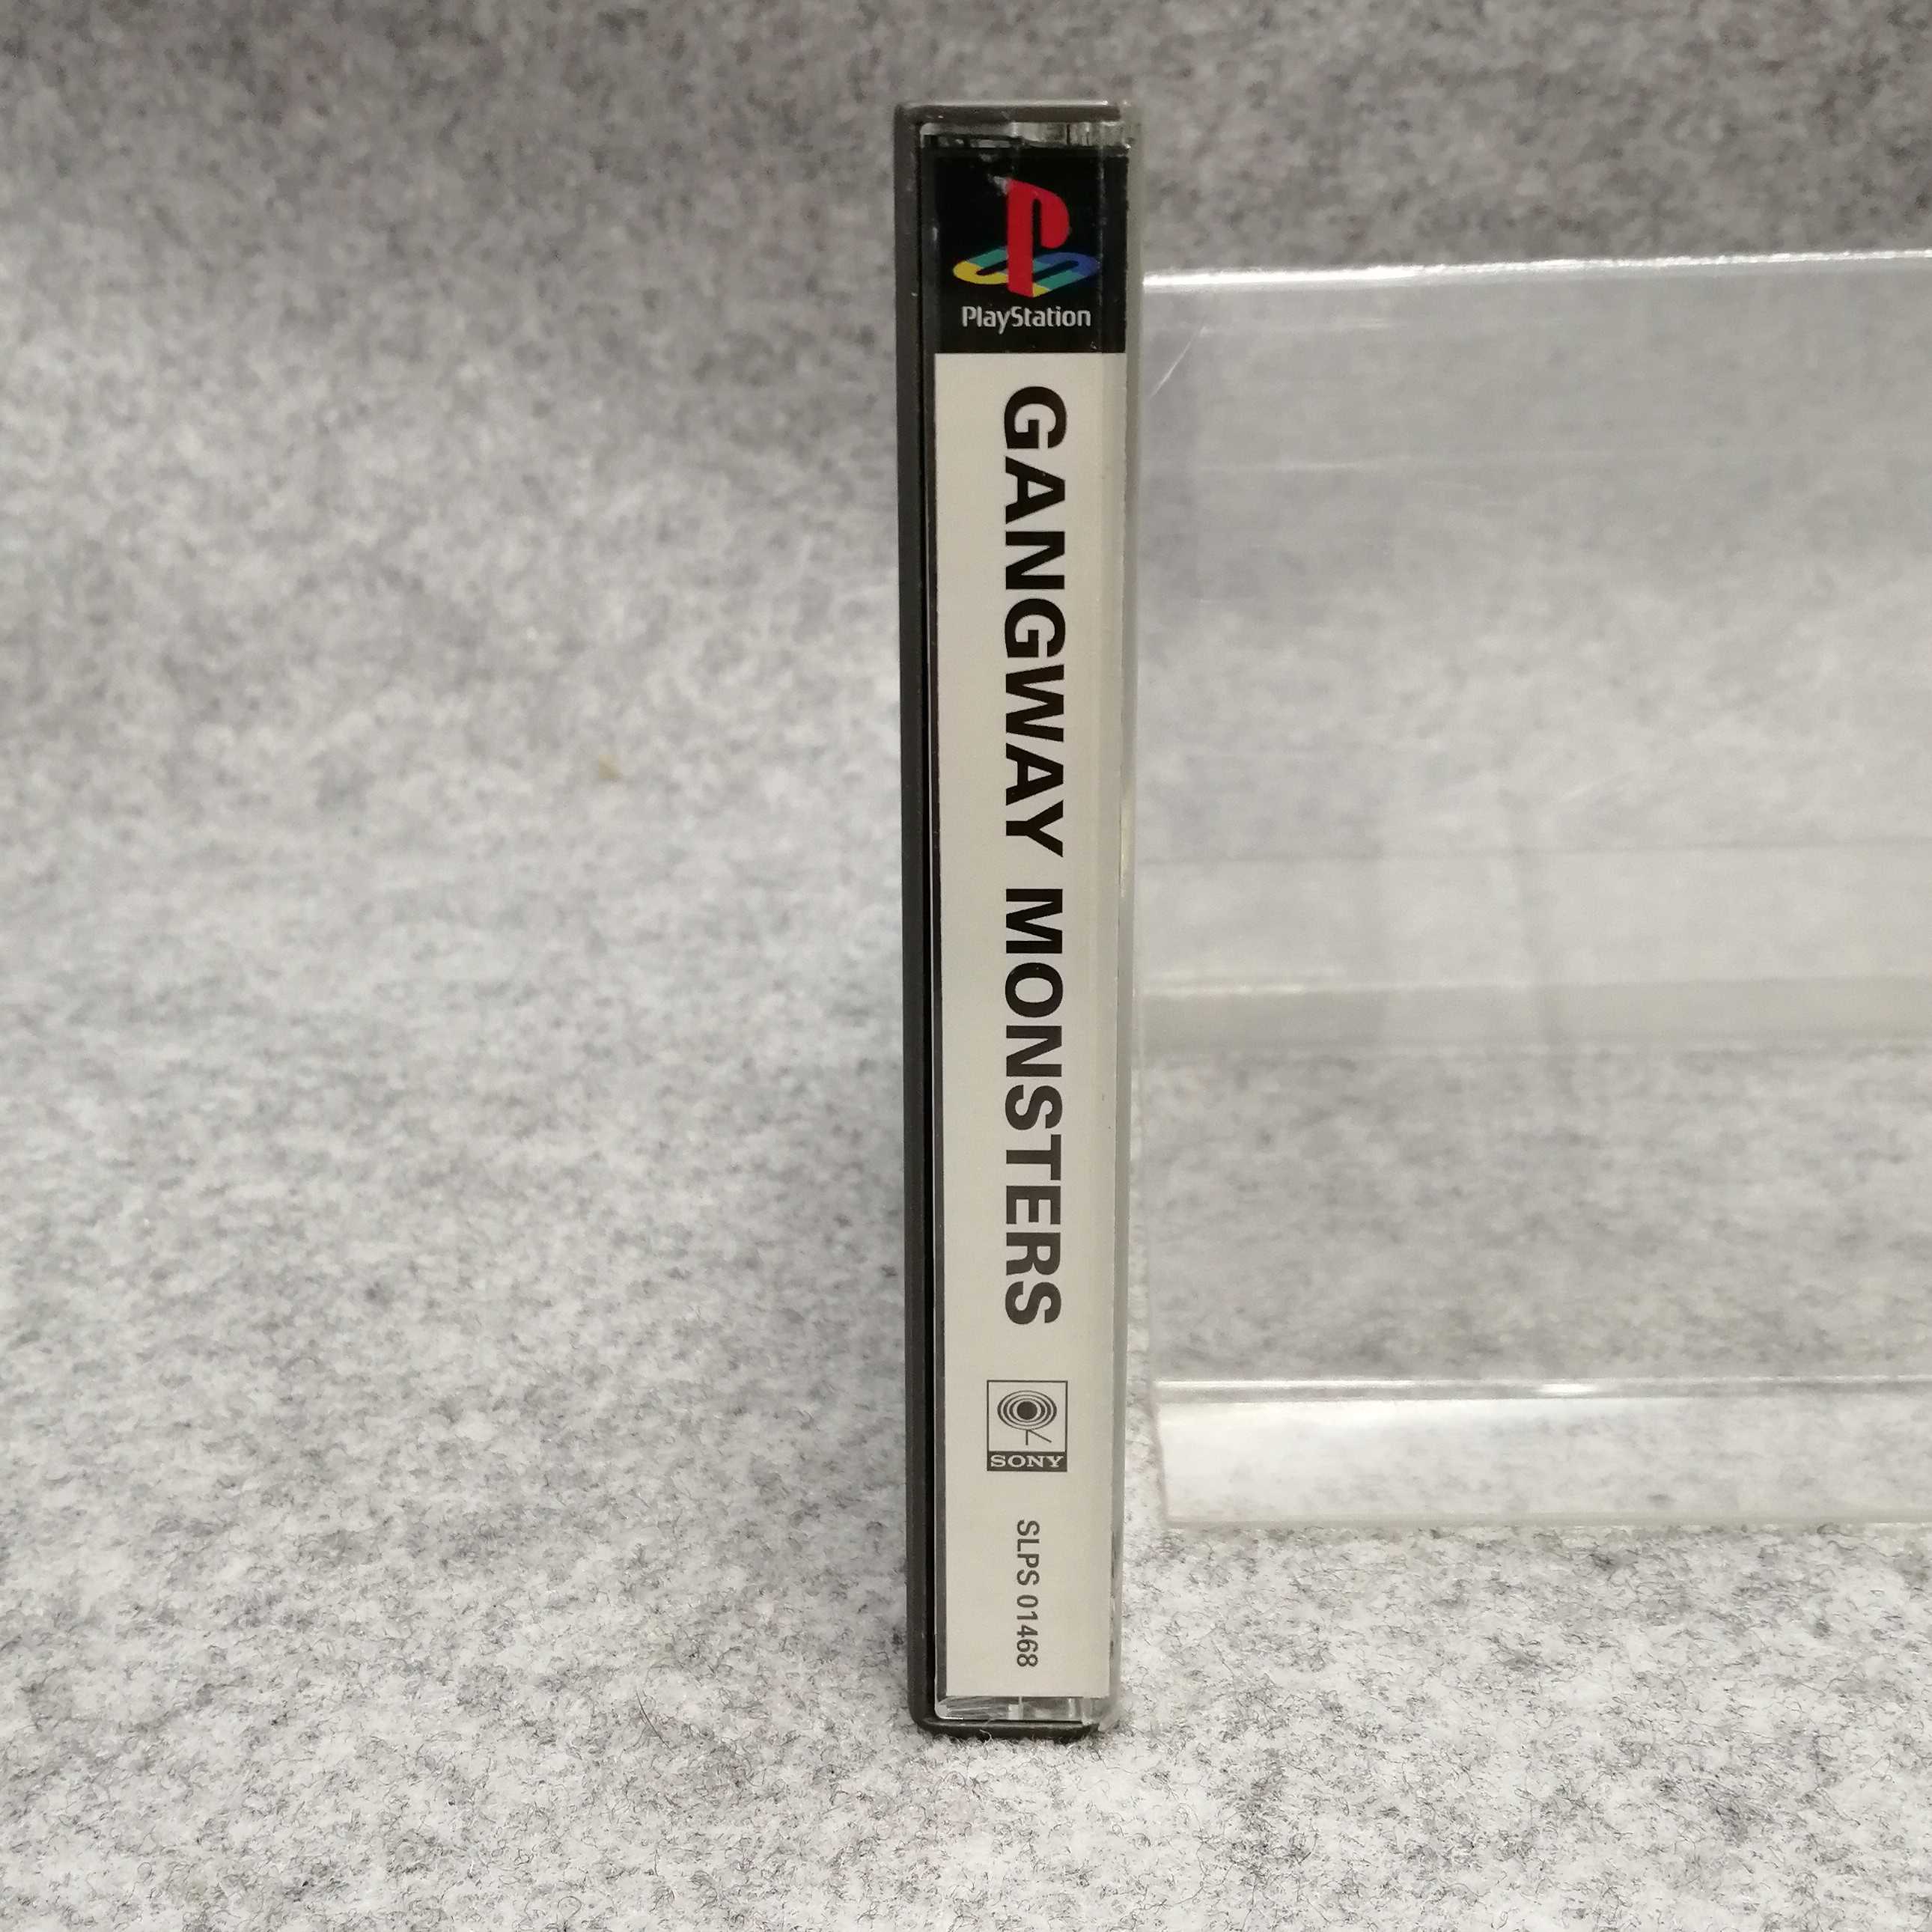 PlayStation
GANGWAY MONSTERS
SONY
SLPS 01468